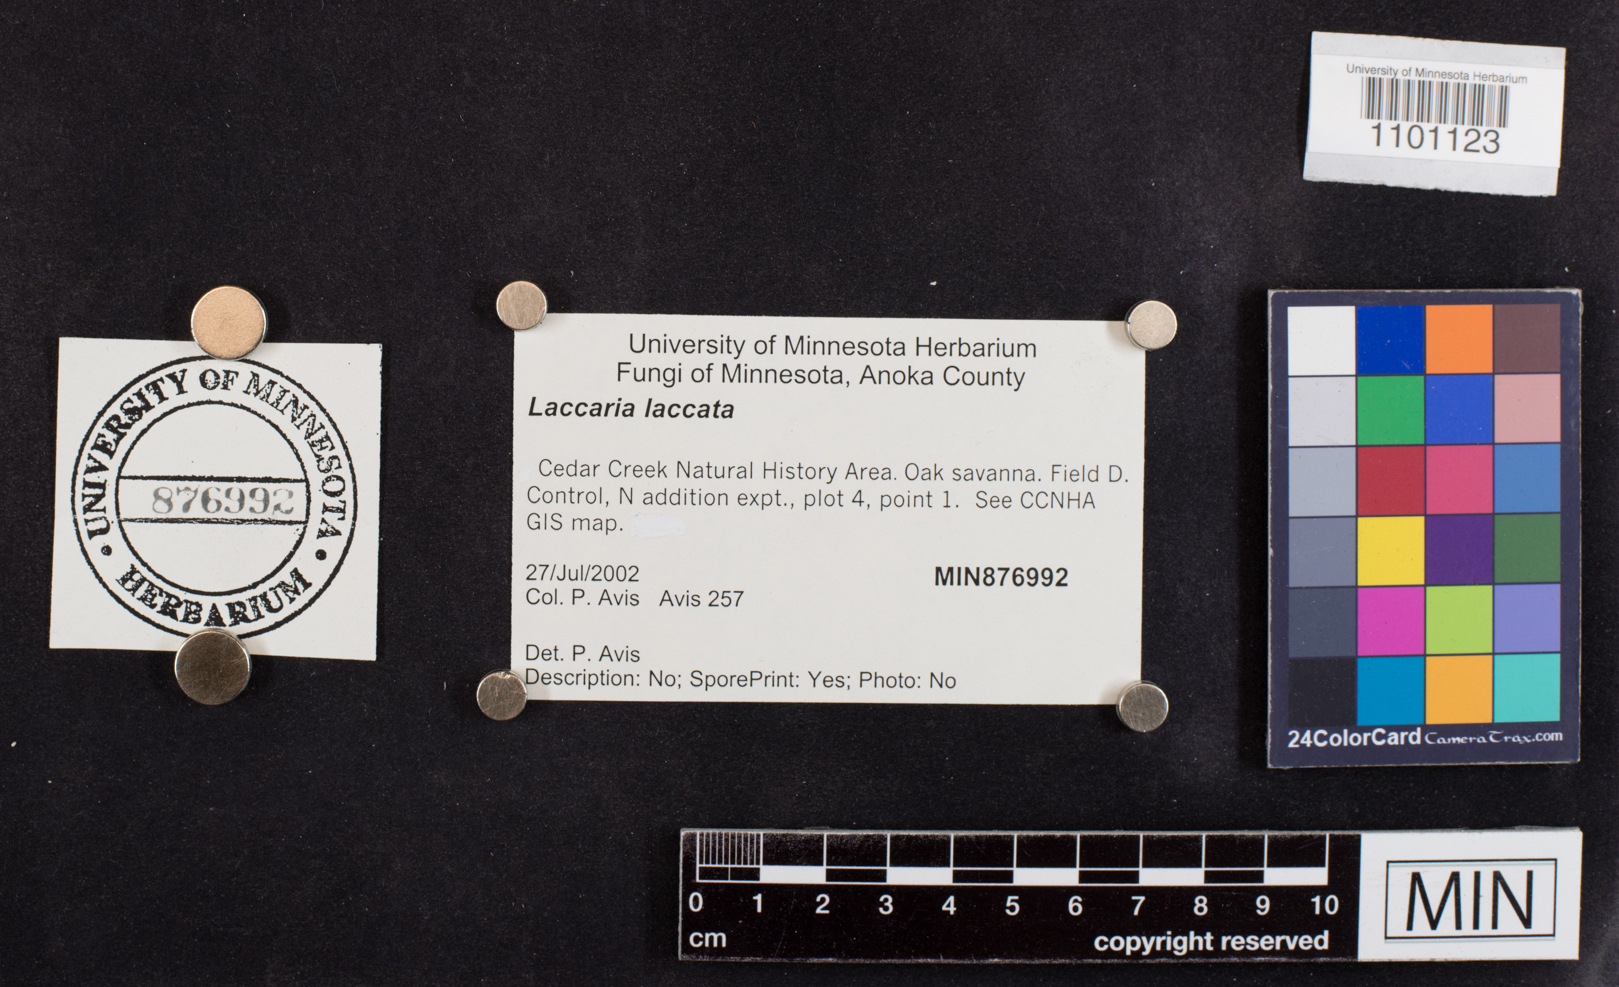 University of Minnesota Herbarium
1101123
UNIVERSITY OF MINNESOTA
876992
HERBARIUM
University of Minnesota Herbarium
Fungi of Minnesota, Anoka County
Laccaria laccata
Cedar Creek Natural History Area. Oak savanna. Field D.
Control, N addition expt., plot 4, point 1. See CCNHA
GIS map.
27/Jul/2002
MIN876992
Col. P. Avis Avis 257
Det. P. Avis
Description: No; SporePrint: Yes; Photo: No
24ColorCard CameraTrax.com
0 1 2 3 4 5 6 7 8 9 10
cm
copyright reserved
MIN